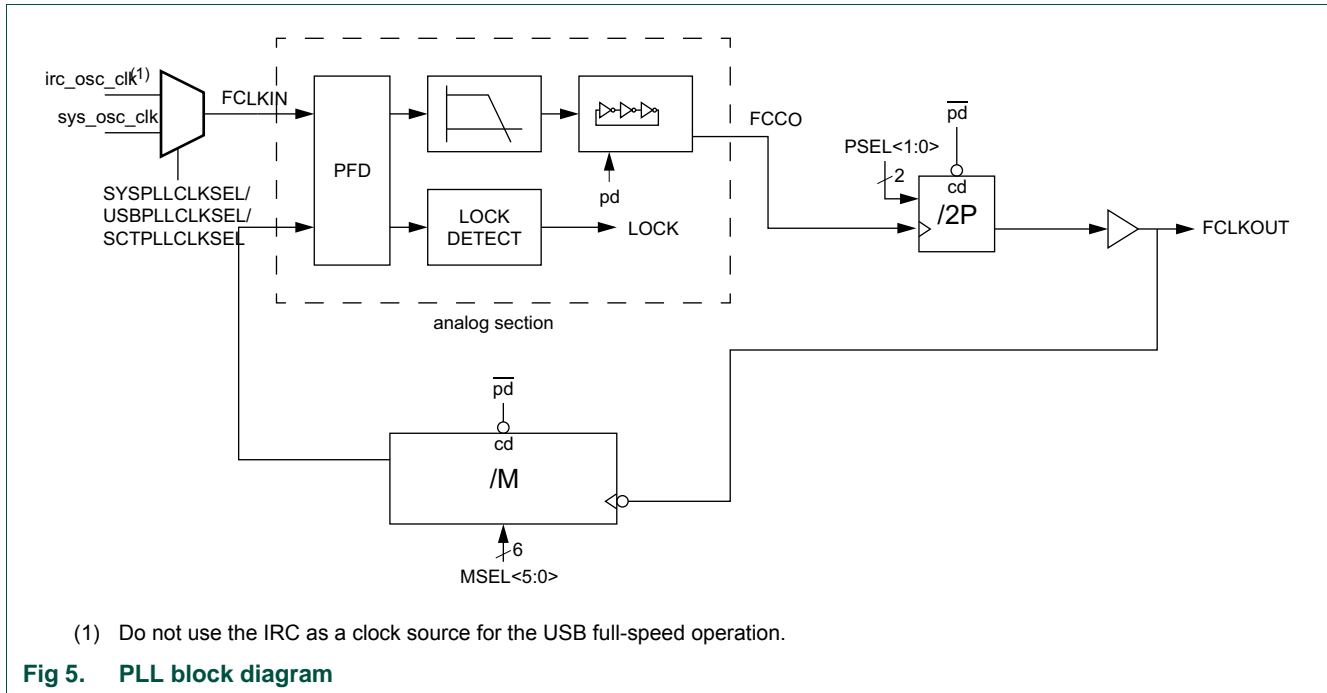 irc_osc_clk(1)
sys_osc_clk
FCLKIN
SYSPLLCLKSEL/
USBPLLCLKSEL/
SCTPLLCLKSEL
PFD
pd
LOCK
DETECT
LOCK
analog section
FCCO
pd
PSEL<1:0>
2
cd
/2P
FCLKOUT
pd
cd
/M
6
MSEL<5:0>
(1) Do not use the IRC as a clock source for the USB full-speed operation.
Fig 5. PLL block diagram